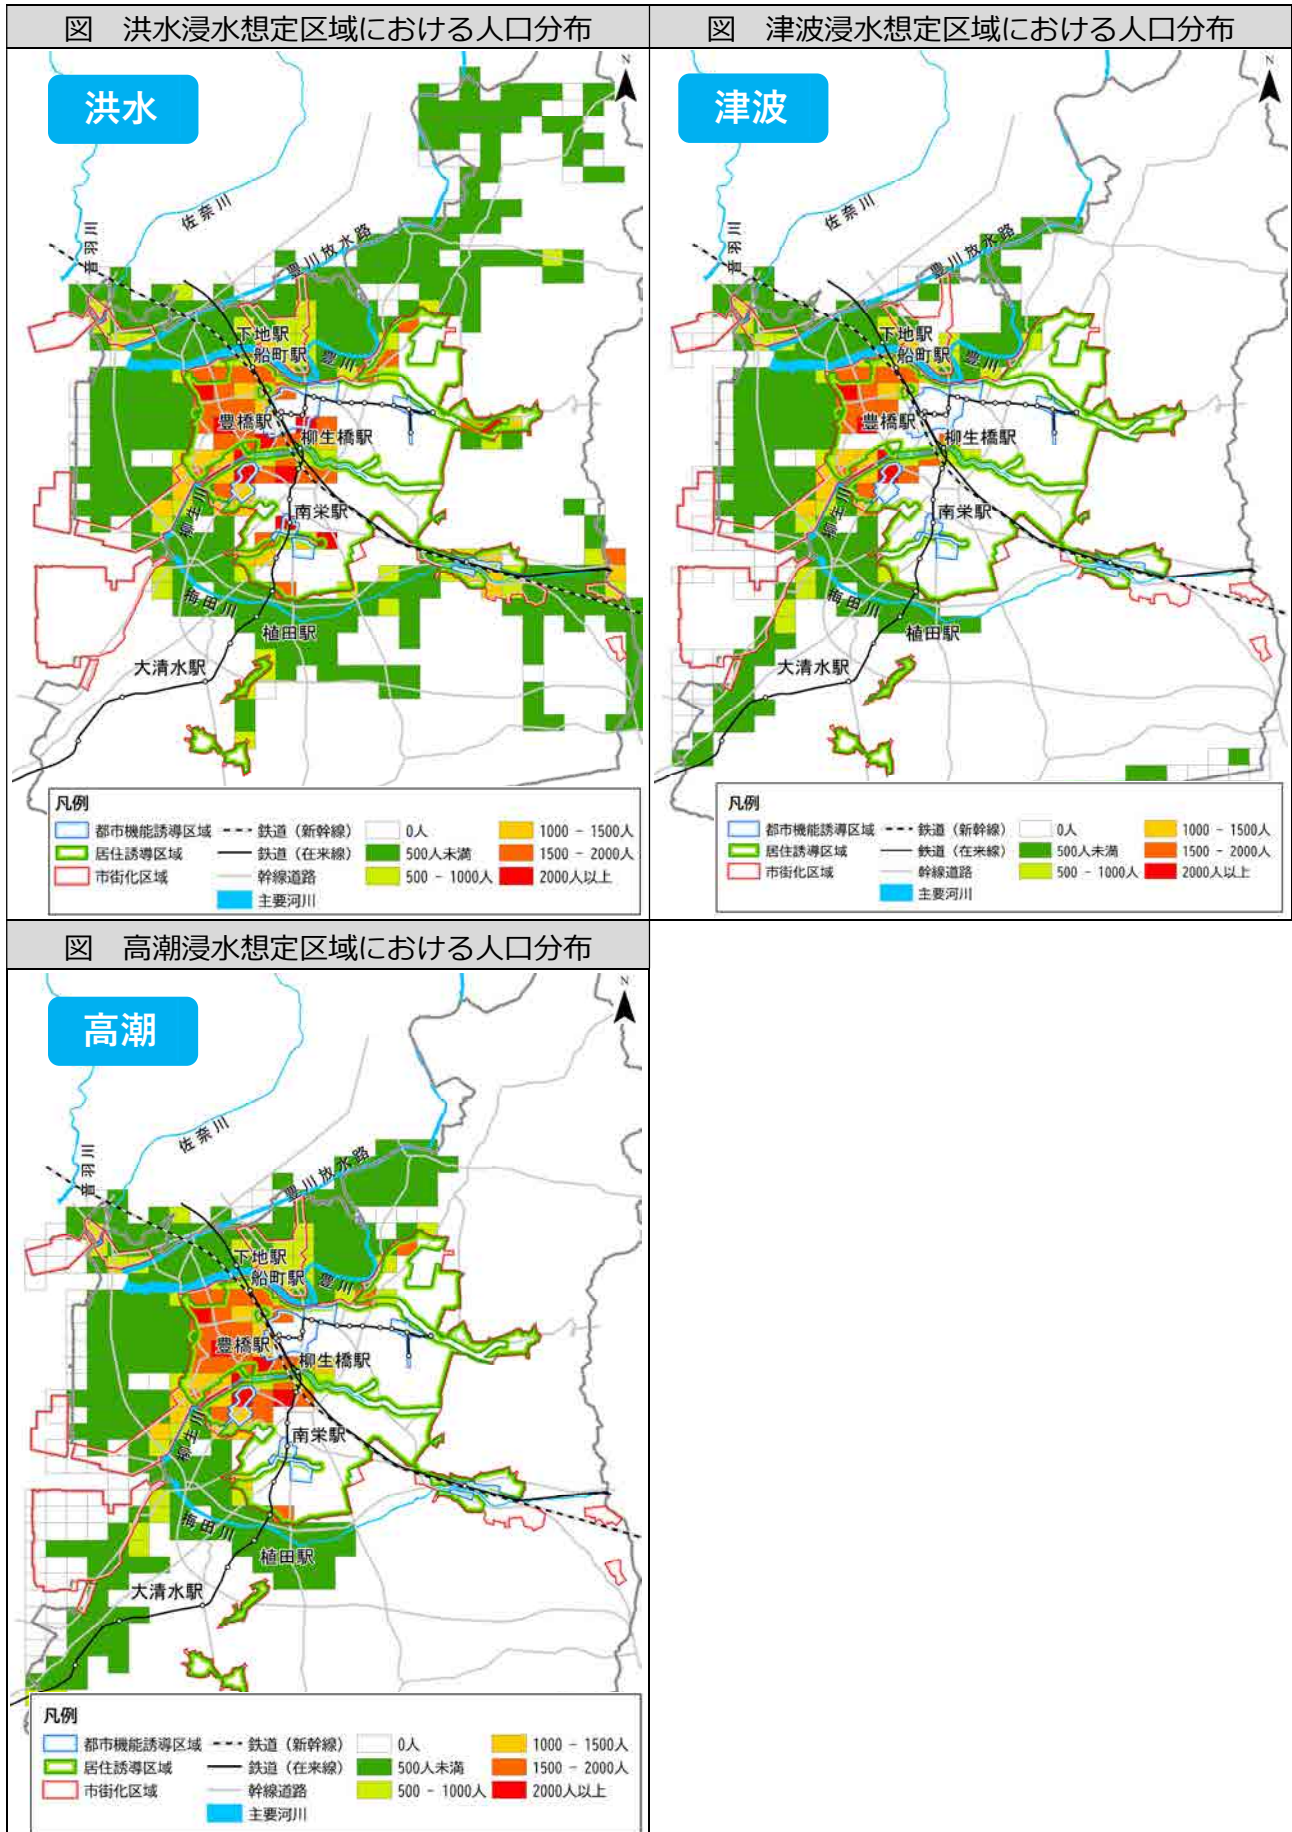 図　洪水浸水想定区域における人口分布
図　津波浸水想定区域における人口分布
洪水
N
佐奈川
音羽川
豊川放水路
下地駅
船町駅
豊川
豊橋駅
柳生橋駅
柳生川
南栄駅
梅田川
植田駅
大清水駅
凡例
都市機能誘導区域
鉄道（新幹線）
0人
1000 - 1500人
居住誘導区域
鉄道（在来線）
500人未満
1500 - 2000人
市街化区域
幹線道路
500 - 1000人
2000人以上
主要河川
津波
N
佐奈川
音羽川
豊川放水路
下地駅
船町駅
豊川
豊橋駅
柳生橋駅
柳生川
南栄駅
梅田川
植田駅
大清水駅
凡例
都市機能誘導区域
鉄道（新幹線）
0人
1000 - 1500人
居住誘導区域
鉄道（在来線）
500人未満
1500 - 2000人
市街化区域
幹線道路
500 - 1000人
2000人以上
主要河川
図　高潮浸水想定区域における人口分布
高潮
N
佐奈川
音羽川
豊川放水路
下地駅
船町駅
豊川
豊橋駅
柳生橋駅
柳生川
南栄駅
梅田川
植田駅
大清水駅
凡例
都市機能誘導区域
鉄道（新幹線）
0人
1000 - 1500人
居住誘導区域
鉄道（在来線）
500人未満
1500 - 2000人
市街化区域
幹線道路
500 - 1000人
2000人以上
主要河川